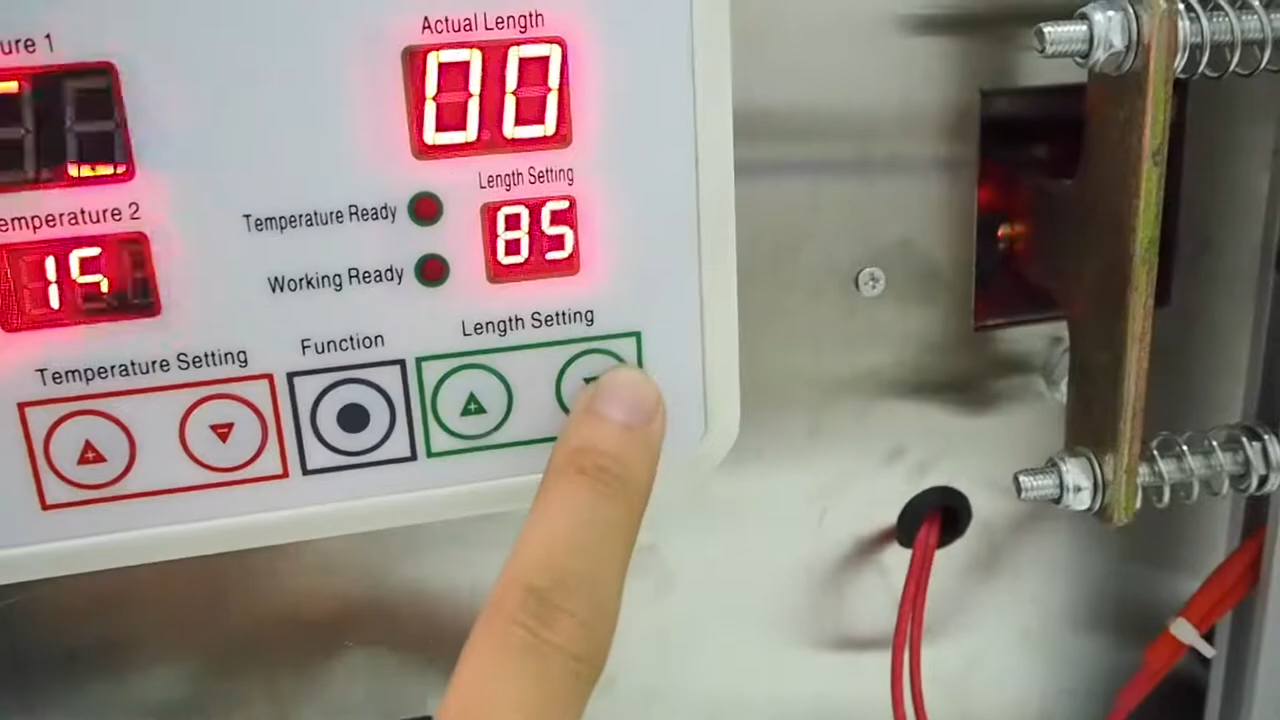 Actual Length
ure 1
00
Length Setting
emperature 2
Temperature Ready
85
15
Working Ready
Length Setting
Function
Temperature Setting